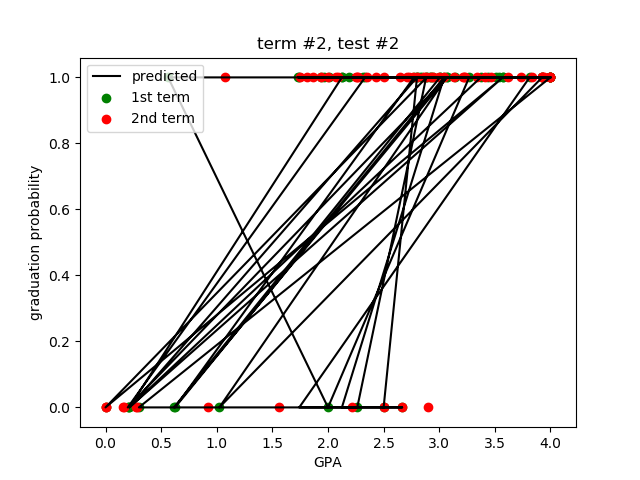 term #2, test #2
predicted
1st term
2nd term
graduation probability
1.0
0.8
0.6
0.4
0.2
0.0
0.0 0.5 1.0 1.5 2.0 2.5 3.0 3.5 4.0
GPA